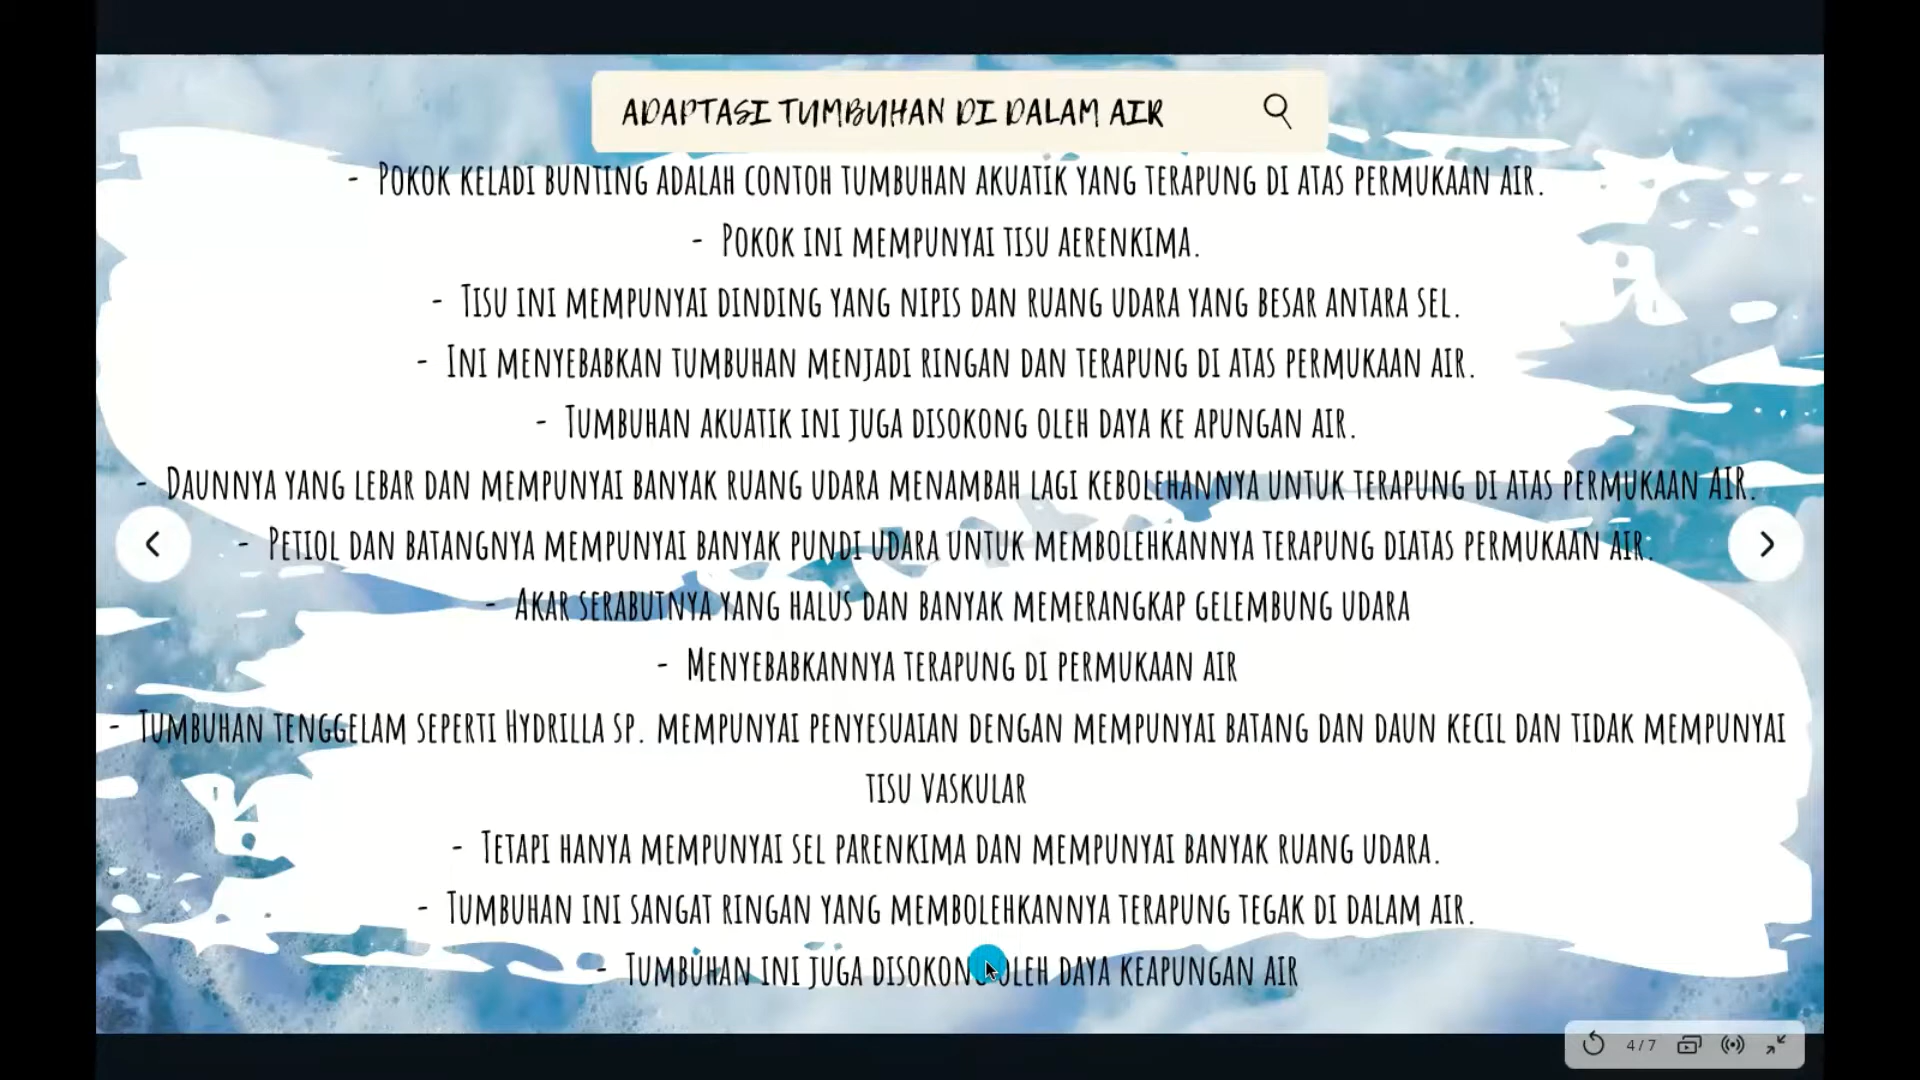 ADAPTASI TUMBUHAN DI DALAM AIR
- POKOK KELADI BUNTING ADALAH CONTOH TUMBUHAN AKUATIK YANG TERAPUNG DI ATAS PERMUKAAN AIR.
- POKOK INI MEMPUNYAI TISU AERENKIMA.
- TISU INI MEMPUNYAI DINDING YANG NIPIS DAN RUANG UDARA YANG BESAR ANTARA SEL.
- INI MENYEBABKAN TUMBUHAN MENJADI RINGAN DAN TERAPUNG DI ATAS PERMUKAAN AIR.
- TUMBUHAN AKUATIK INI JUGA DISOKONG OLEH DAYA KE APUNGAN AIR.
- DAUNNYA YANG LEBAR DAN MEMPUNYAI BANYAK RUANG UDARA MENAMBAH LAGI KEBOLEHANNYA UNTUK TERAPUNG DI ATAS PERMUKAAN AIR.
- PETIOL DAN BATANGNYA MEMPUNYAI BANYAK PUNDI UDARA UNTUK MEMBOLEHKANNYA TERAPUNG DIATAS PERMUKAAN AIR.
- AKAR SERABUTNYA YANG HALUS DAN BANYAK MEMERANGKAP GELEMBUNG UDARA
- MENYEBABKANNYA TERAPUNG DI PERMUKAAN AIR
- TUMBUHAN TENGGELAM SEPERTI HYDRILLA SP. MEMPUNYAI PENYESUAIAN DENGAN MEMPUNYAI BATANG DAN DAUN KECIL DAN TIDAK MEMPUNYAI
TISU VASKULAR
- TETAPI HANYA MEMPUNYAI SEL PARENKIMA DAN MEMPUNYAI BANYAK RUANG UDARA.
- TUMBUHAN INI SANGAT RINGAN YANG MEMBOLEHKANNYA TERAPUNG TEGAK DI DALAM AIR.
- TUMBUHAN INI JUGA DISOKONG OLEH DAYA KEAPUNGAN AIR
4/7